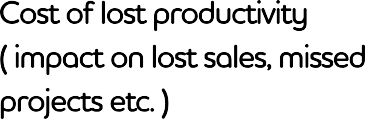 Cost of lost productivity
( impact on lost sales, missed
projects etc. )